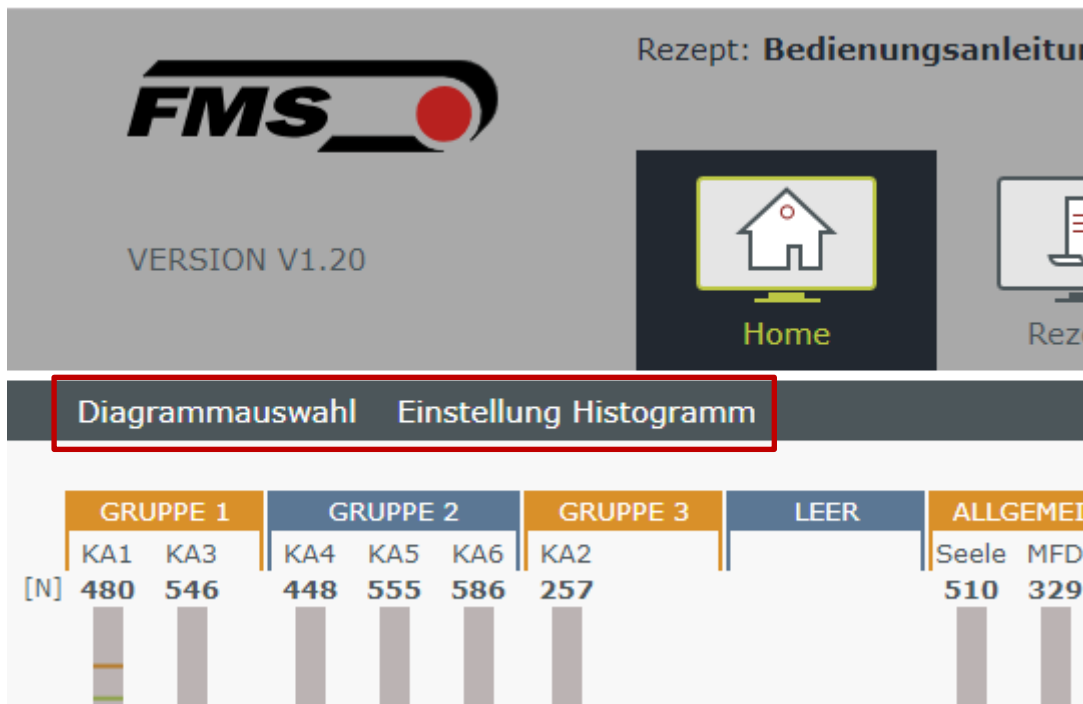 Rezept: Bedienungsanleitu
FMS
VERSION V1.20
Home
Reze
Diagrammauswahl Einstellung Histogramm
GRUPPE 1 GRUPPE 2 GRUPPE 3 LEER ALLGEMEI
KA1 KA3 KA4 KA5 KA6 KA2 Seele MFD
[N] 480 546 448 555 586 257 510 329